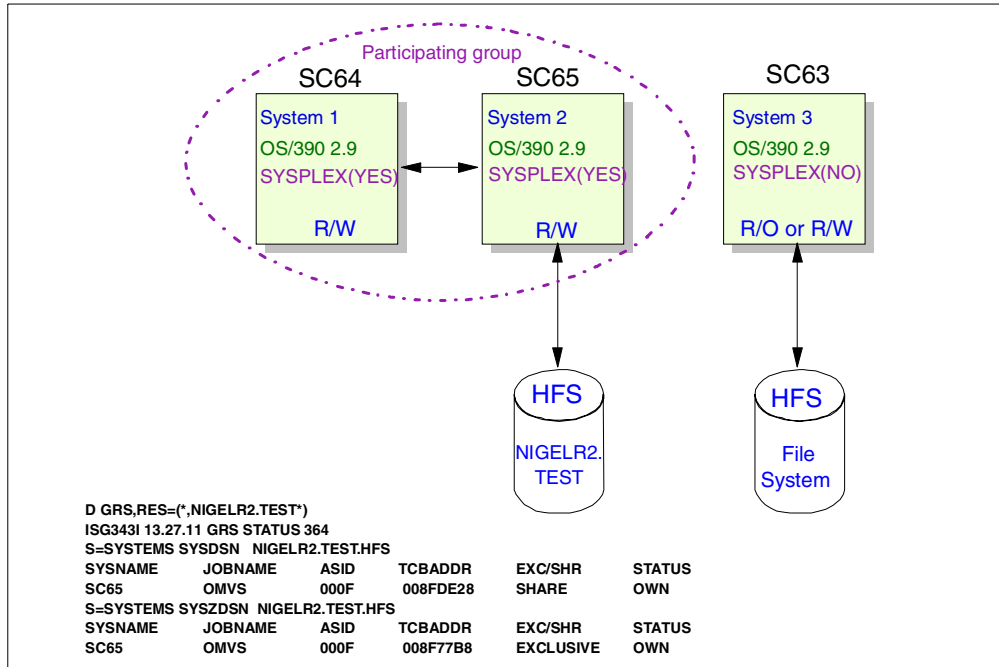 Participating group
SC64
SC65
SC63
System 1
OS/390 2.9
SYSPLEX(YES)
R/W
System 2
OS/390 2.9
SYSPLEX(YES)
R/W
System 3
OS/390 2.9
SYSPLEX(NO)
R/O or R/W
HFS
NIGELR2.
TEST
HFS
File
System
D GRS,RES=(*,NIGELR2.TEST*)
ISG343I 13.27.11 GRS STATUS 364
S=SYSTEMS SYSDSN NIGELR2.TEST.HFS
SYSNAME JOBNAME ASID TCBADDR EXC/SHR STATUS
SC65 OMVS 000F 008FDE28 SHARE OWN
S=SYSTEMS SYSZDSN NIGELR2.TEST.HFS
SYSNAME JOBNAME ASID TCBADDR EXC/SHR STATUS
SC65 OMVS 000F 008F77B8 EXCLUSIVE OWN